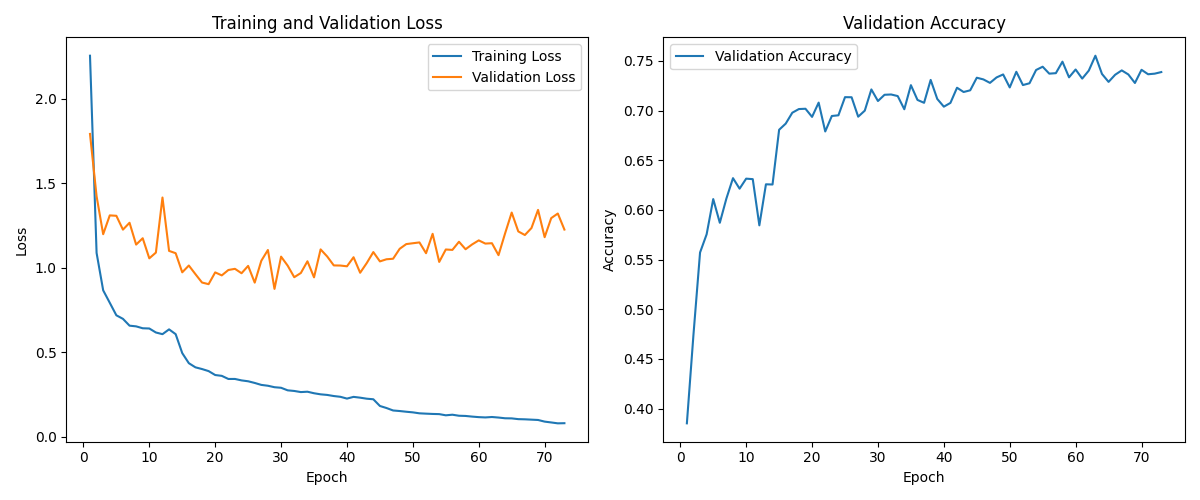 Training and Validation Loss
Training Loss
Validation Loss
2.0
1.5
1.0
0.5
0.0
Loss
0 10 20 30 40 50 60 70
Epoch
Validation Accuracy
Validation Accuracy
0.75
0.70
0.65
0.60
0.55
0.50
0.45
0.40
Accuracy
0 10 20 30 40 50 60 70
Epoch